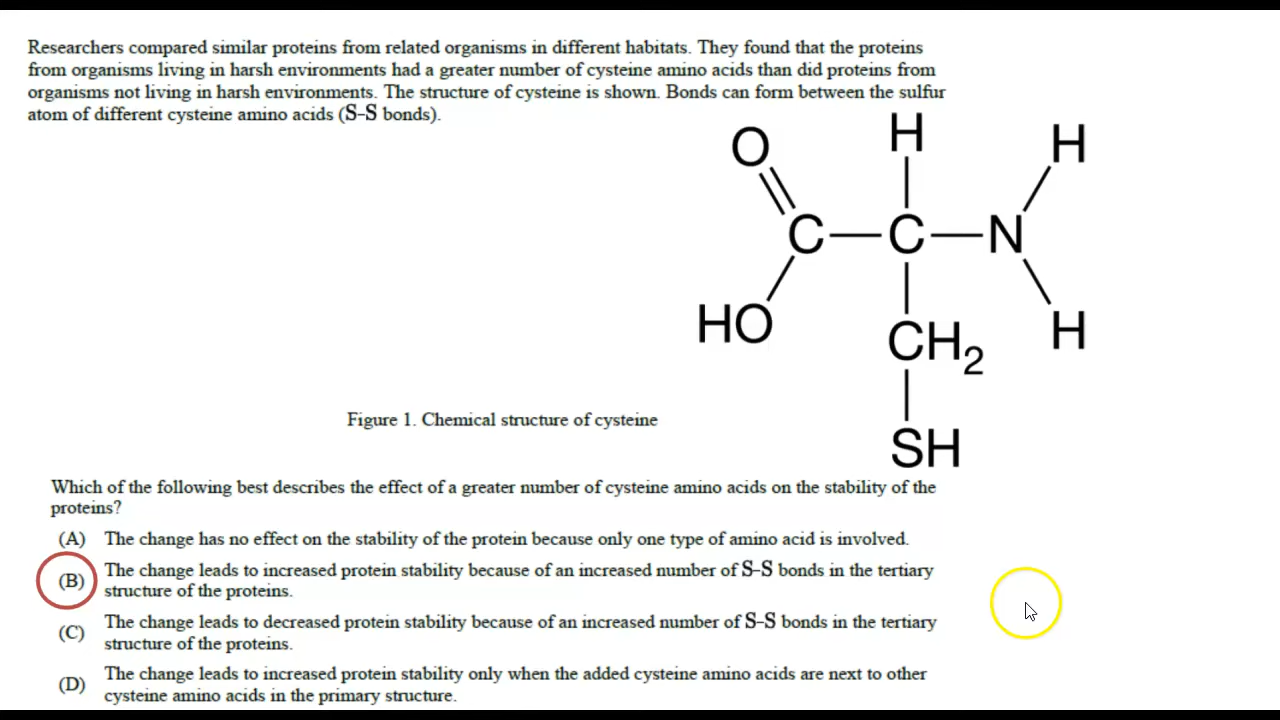 Researchers compared similar proteins from related organisms in different habitats. They found that the proteins
from organisms living in harsh environments had a greater number of cysteine amino acids than did proteins from
organisms not living in harsh environments. The structure of cysteine is shown. Bonds can form between the sulfur
atom of different cysteine amino acids (S-S bonds).
O H H
C C N
HO CH2 H
SH
Figure 1. Chemical structure of cysteine
Which of the following best describes the effect of a greater number of cysteine amino acids on the stability of the
proteins?
(A) The change has no effect on the stability of the protein because only one type of amino acid is involved.
(B) The change leads to increased protein stability because of an increased number of S-S bonds in the tertiary
structure of the proteins.
(C) The change leads to decreased protein stability because of an increased number of S-S bonds in the tertiary
structure of the proteins.
(D) The change leads to increased protein stability only when the added cysteine amino acids are next to other
cysteine amino acids in the primary structure.